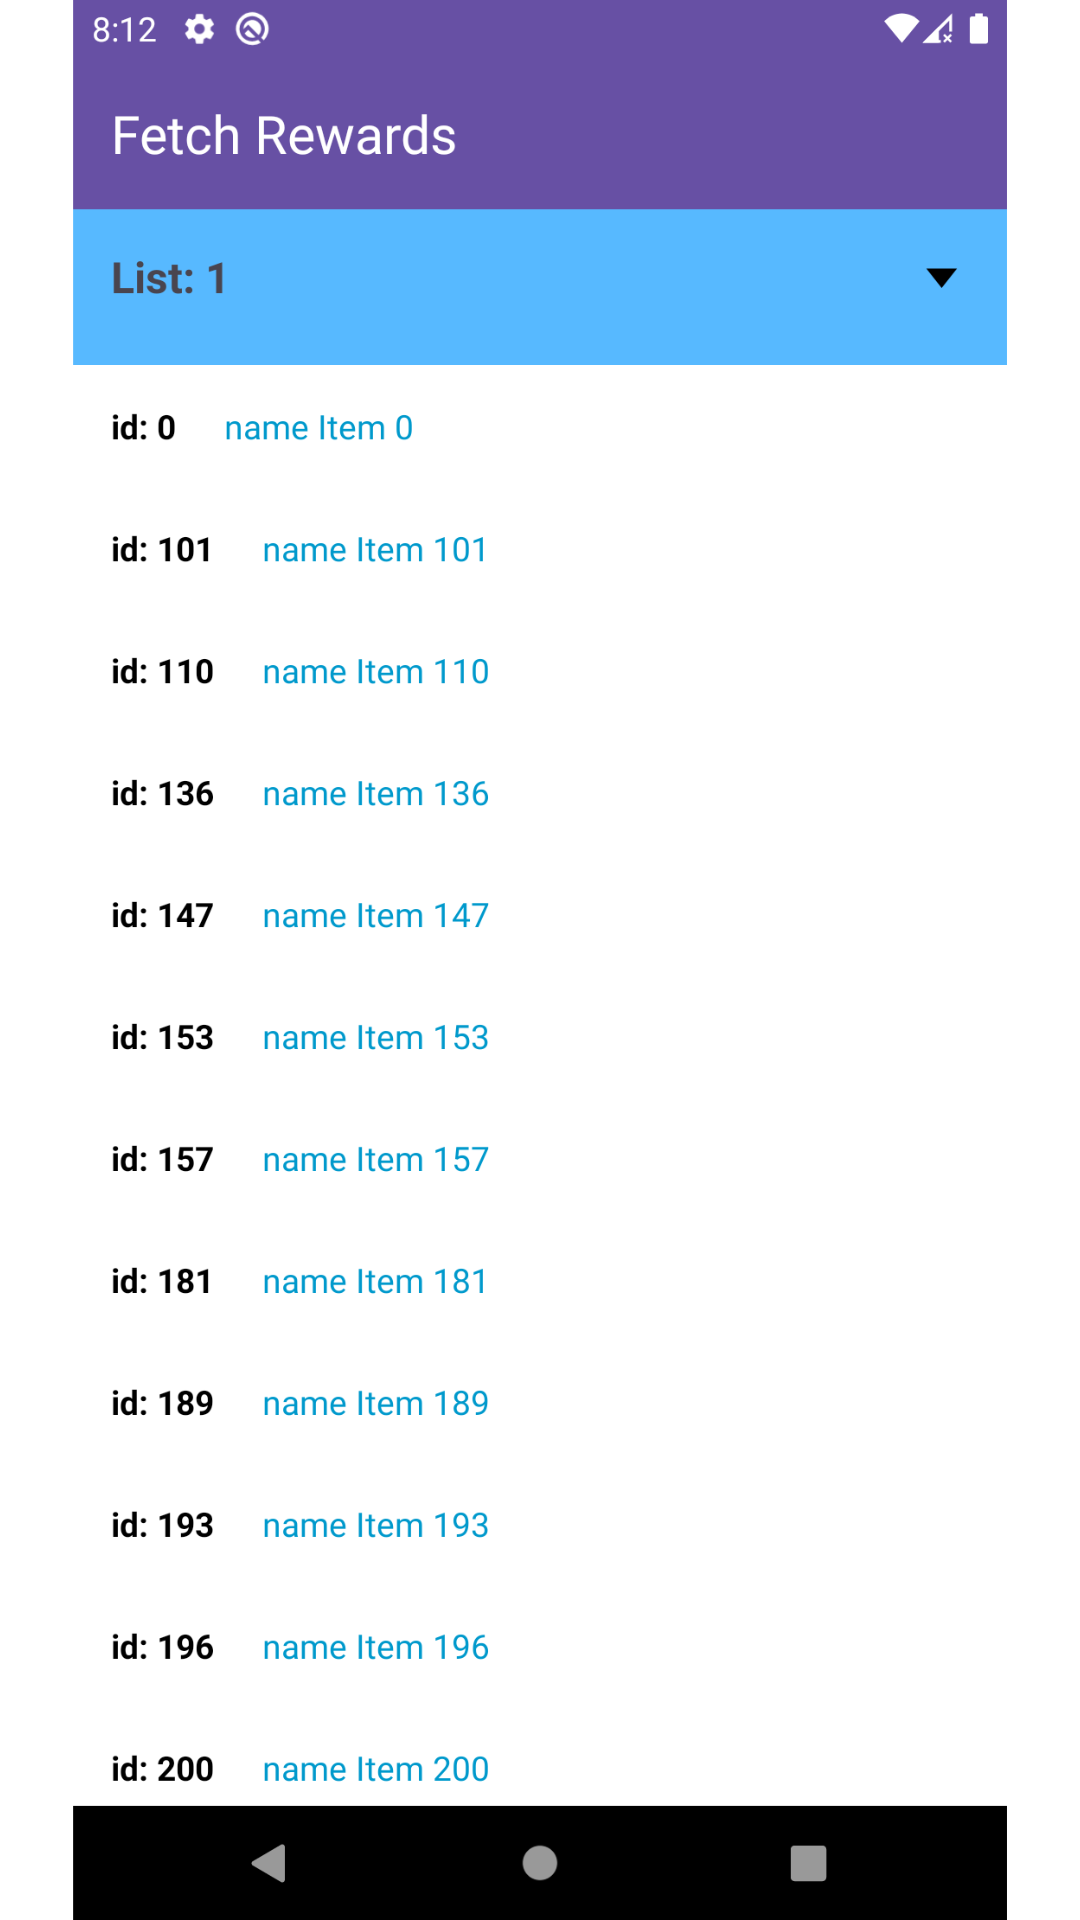 8:12
Fetch Rewards
List: 1
id: 0 name Item 0
id: 101 name Item 101
id: 110 name Item 110
id: 136 name Item 136
id: 147 name Item 147
id: 153 name Item 153
id: 157 name Item 157
id: 181 name Item 181
id: 189 name Item 189
id: 193 name Item 193
id: 196 name Item 196
id: 200 name Item 200